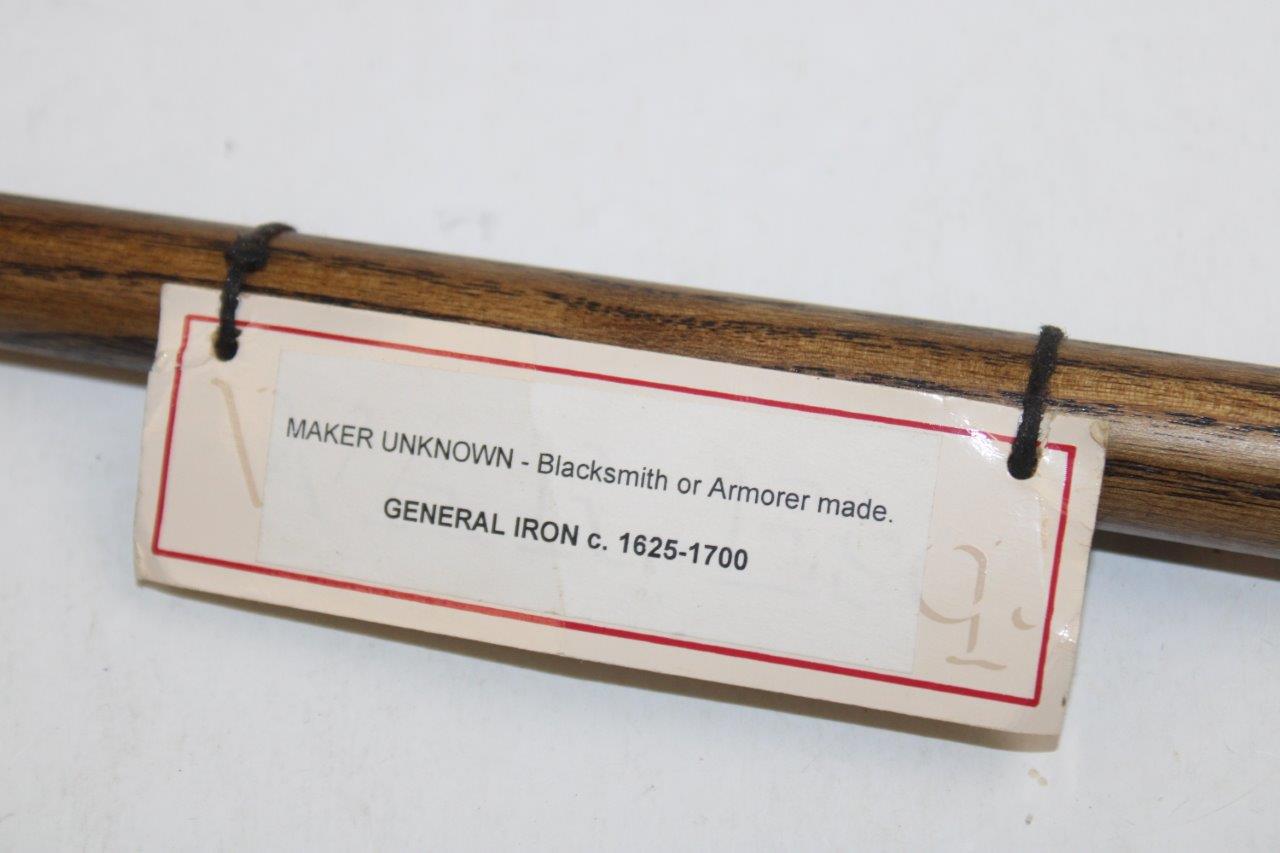 MAKER UNKNOWN - Blacksmith or Armorer made.
GENERAL IRON c. 1625-1700